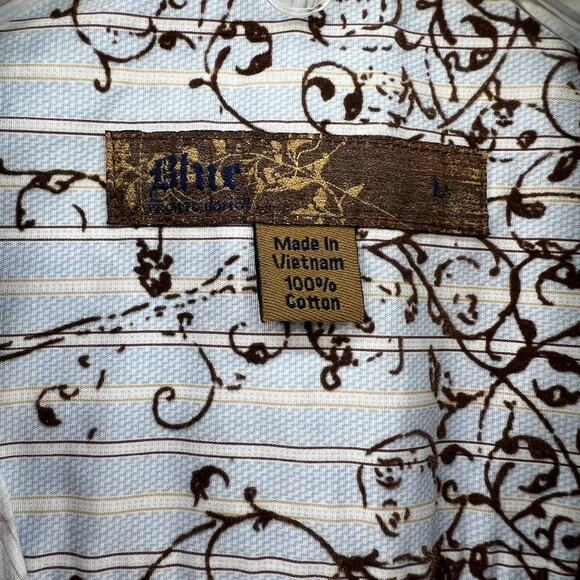 Blue
L
Made In
Vietnam
100%
Cotton